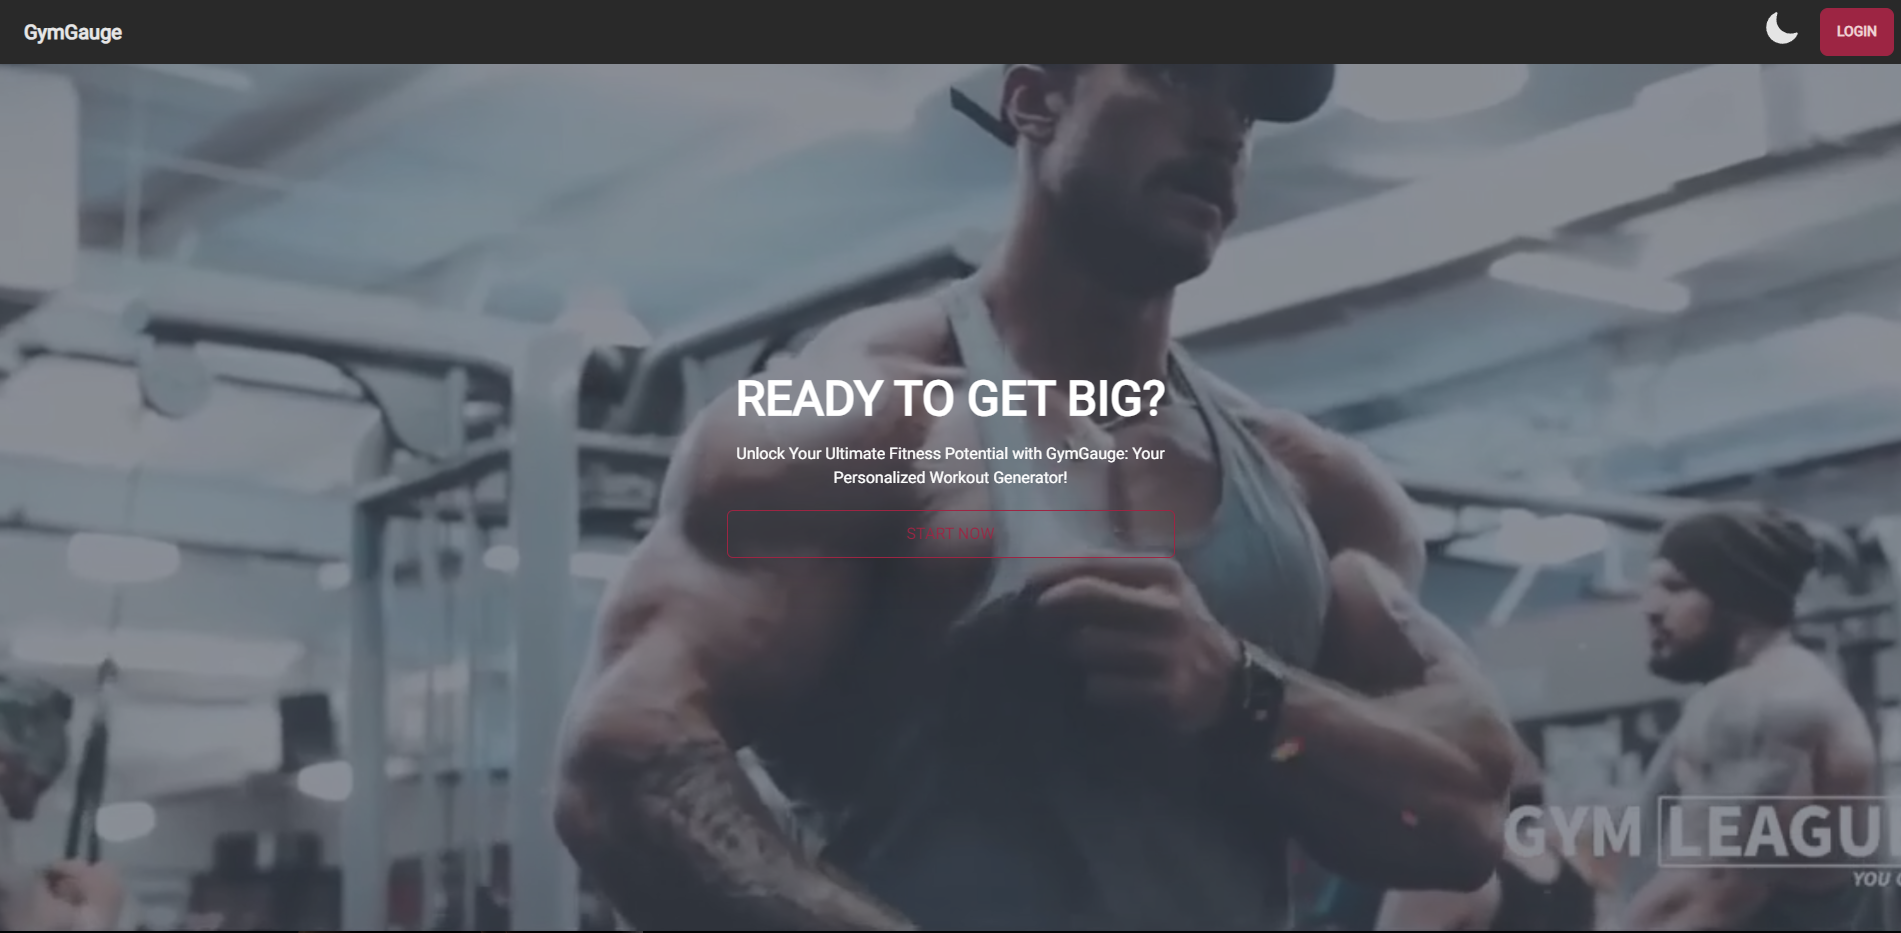 GymGauge
LOGIN
READY TO GET BIG?
Unlock Your Ultimate Fitness Potential with GymGauge: Your
Personalized Workout Generator!
START NOW
GYM LEAGU
YOU